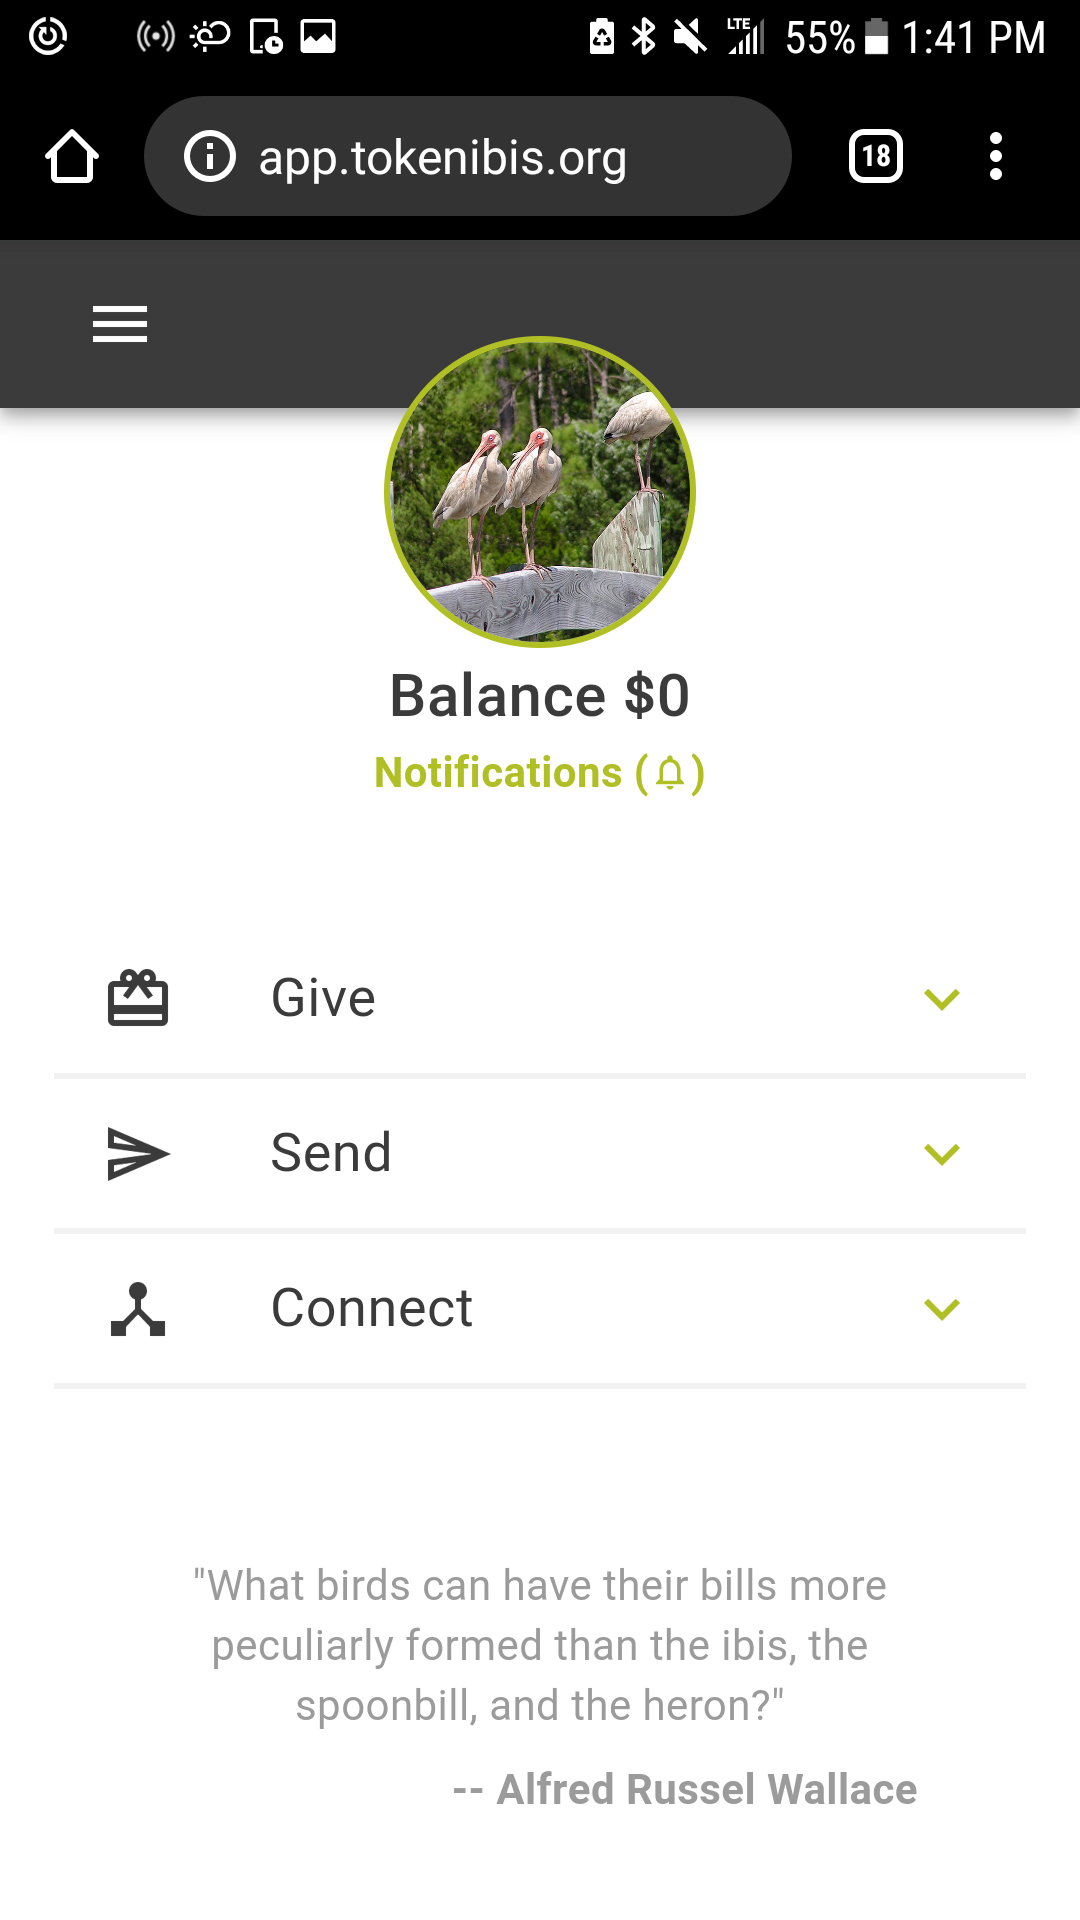 LTE 55% 1:41 PM
app.tokenibis.org 18
Balance $0
Notifications ( )
Give
Send
Connect
"What birds can have their bills more
peculiarly formed than the ibis, the
spoonbill, and the heron?"
-- Alfred Russel Wallace